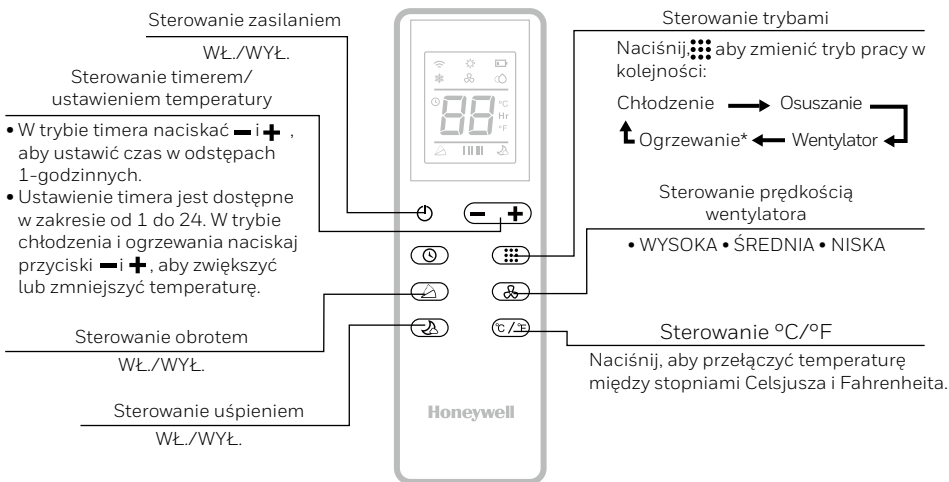 Sterowanie zasilaniem
WŁ./WYŁ.
Sterowanie timerem/
ustawieniem temperatury
• W trybie timera naciskać − i + ,
aby ustawić czas w odstępach
1-godzinnych.
• Ustawienie timera jest dostępne
w zakresie od 1 do 24. W trybie
chłodzenia i ogrzewania naciskaj
przyciski − i + , aby zwiększyć
lub zmniejszyć temperaturę.
Sterowanie obrotem
WŁ./WYŁ.
Sterowanie uśpieniem
WŁ./WYŁ.
88
°C
Hr
°F
− +
°C/°F
Honeywell
Sterowanie trybami
Naciśnij, aby zmienić tryb pracy w
kolejności:
Chłodzenie Osuszanie
Ogrzewanie* Wentylator
Sterowanie prędkością
wentylatora
• WYSOKA • ŚREDNIA • NISKA
Sterowanie °C/°F
Naciśnij, aby przełączyć temperaturę
między stopniami Celsjusza i Fahrenheita.